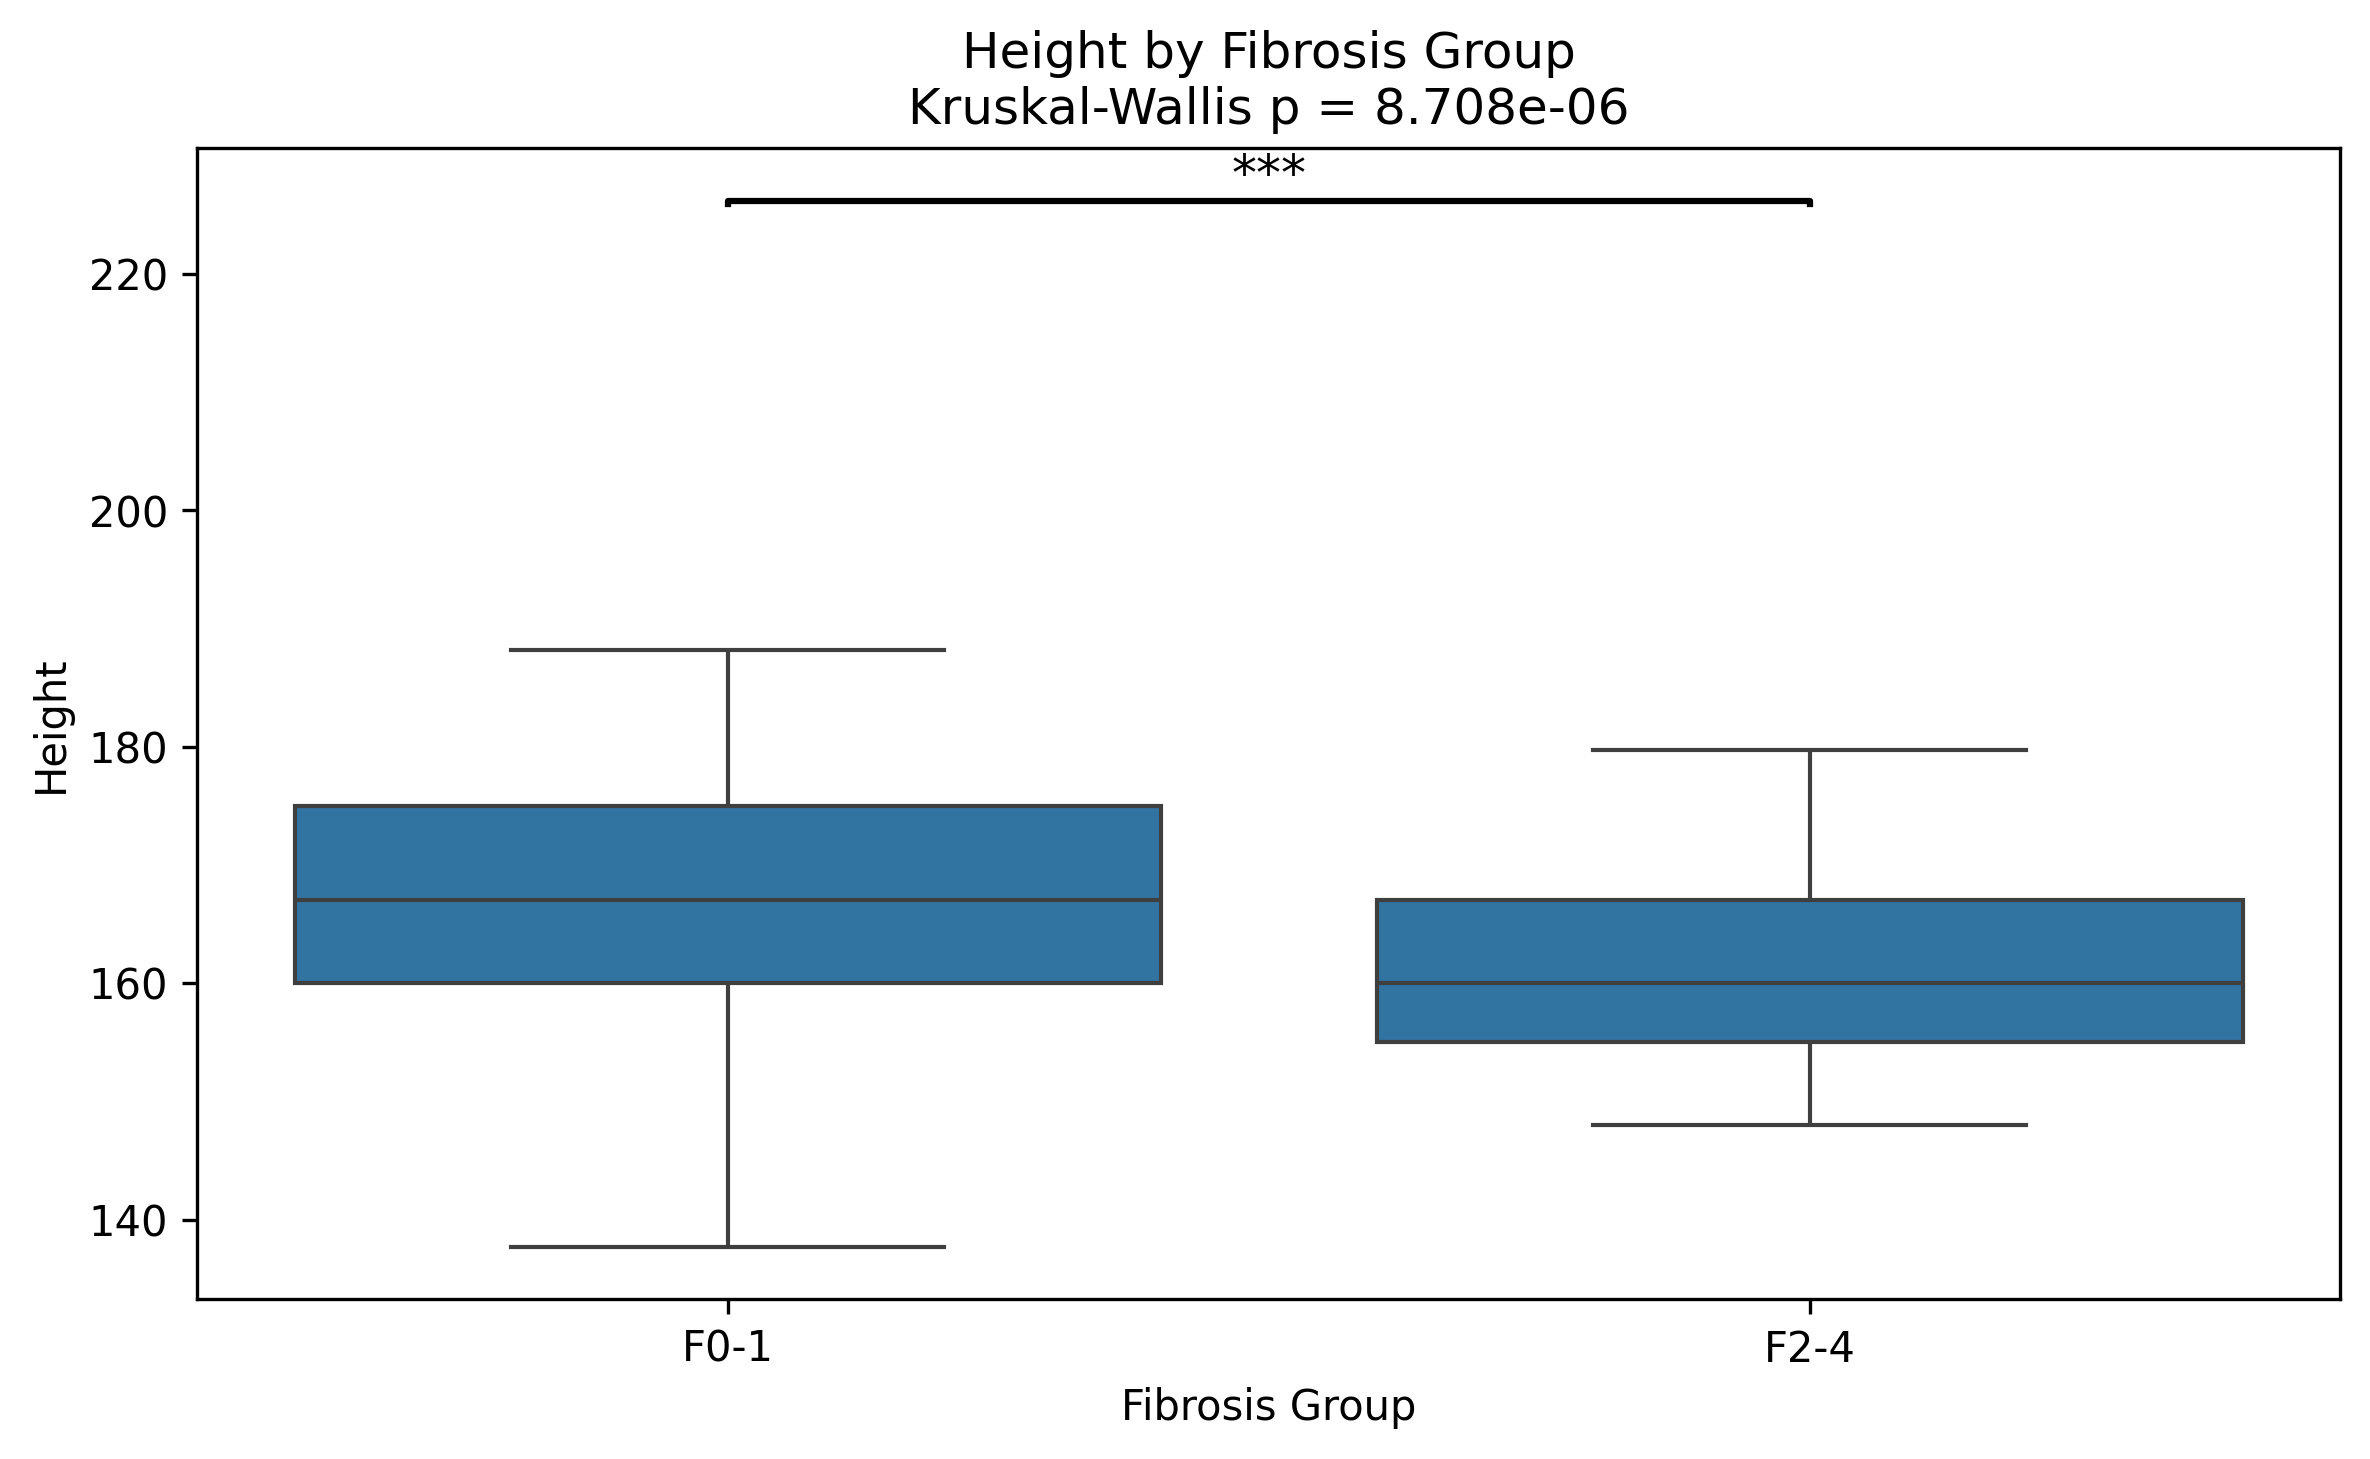 Height by Fibrosis Group
Kruskal-Wallis p = 8.708e-06
***
220
200
180
160
140
Height
F0-1
F2-4
Fibrosis Group